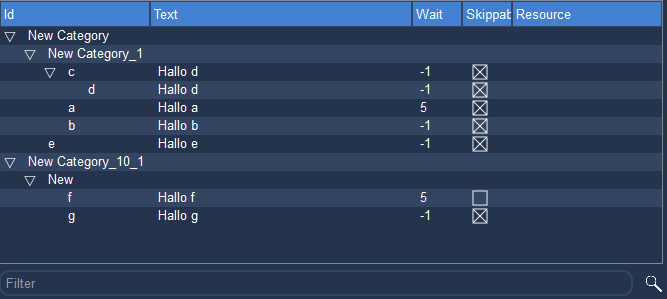 Id Text Wait Skippab Resource
New Category
New Category_1
c Hallo d -1
d Hallo d -1
a Hallo a 5
b Hallo b -1
e Hallo e -1
New Category_10_1
New
f Hallo f 5
g Hallo g -1
Filter